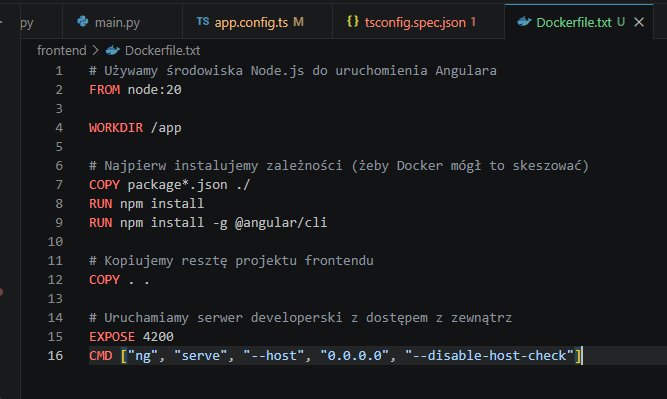 py
main.py
TS app.config.ts M
{ } tsconfig.spec.json 1
Dockerfile.txt U ×
frontend > Dockerfile.txt
1 # Używamy środowiska Node.js do uruchomienia Angulara
2 FROM node:20
3
4 WORKDIR /app
5
6 # Najpierw instalujemy zależności (żeby Docker mógł to skeszować)
7 COPY package*.json ./
8 RUN npm install
9 RUN npm install -g @angular/cli
10
11 # Kopiujemy resztę projektu frontendu
12 COPY . .
13
14 # Uruchamiamy serwer developerski z dostępem z zewnątrz
15 EXPOSE 4200
16 CMD ["ng", "serve", "--host", "0.0.0.0", "--disable-host-check"]